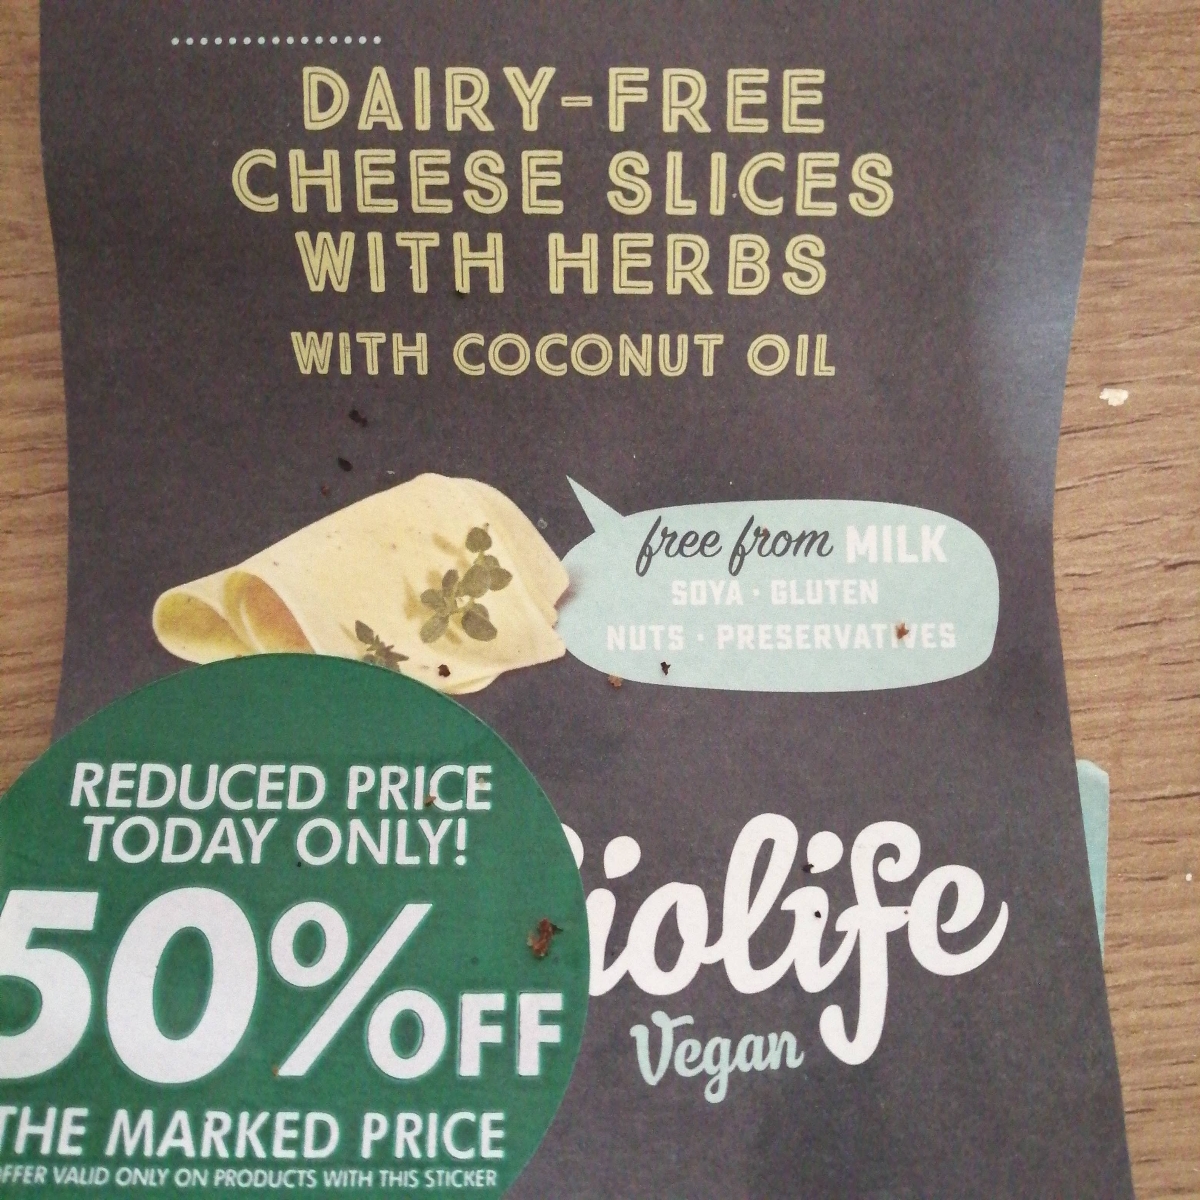 DAIRY-FREE
CHEESE SLICES
WITH HERBS
WITH COCONUT OIL
free from MILK
SOYA · GLUTEN
NUTS · PRESERVATIVES
REDUCED PRICE
TODAY ONLY!
50%OFF
THE MARKED PRICE
OFFER VALID ONLY ON PRODUCTS WITH THIS STICKER
iolife
Vegan